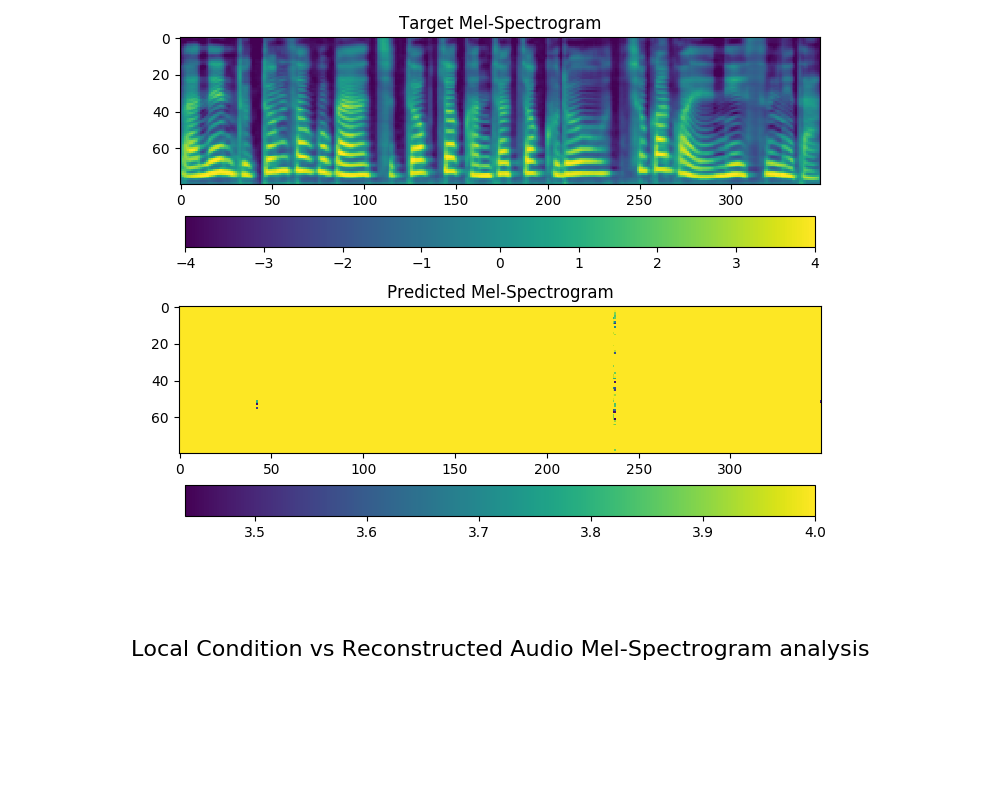 Target Mel-Spectrogram
0
20
40
60
0 50 100 150 200 250 300
−4 −3 −2 −1 0 1 2 3 4
Predicted Mel-Spectrogram
0
20
40
60
0 50 100 150 200 250 300
3.5 3.6 3.7 3.8 3.9 4.0
Local Condition vs Reconstructed Audio Mel-Spectrogram analysis